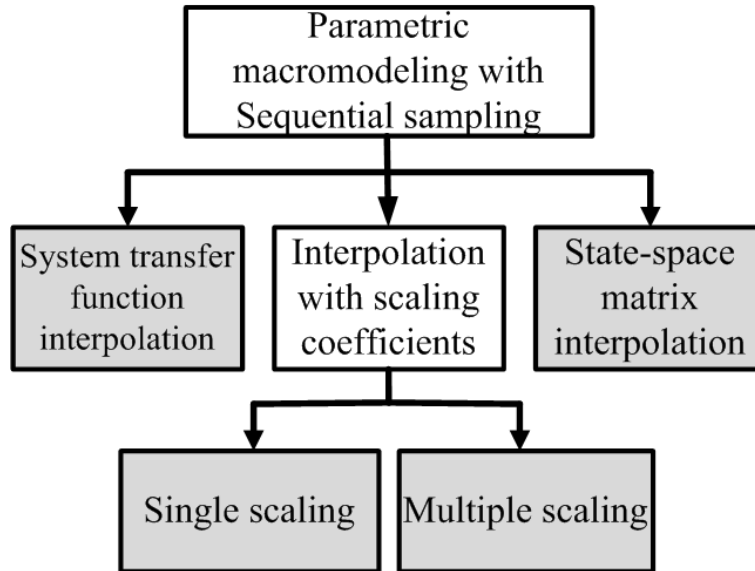 Parametric
macromodeling with
Sequential sampling
System transfer
function
interpolation
Interpolation
with scaling
coefficients
State-space
matrix
interpolation
Single scaling
Multiple scaling